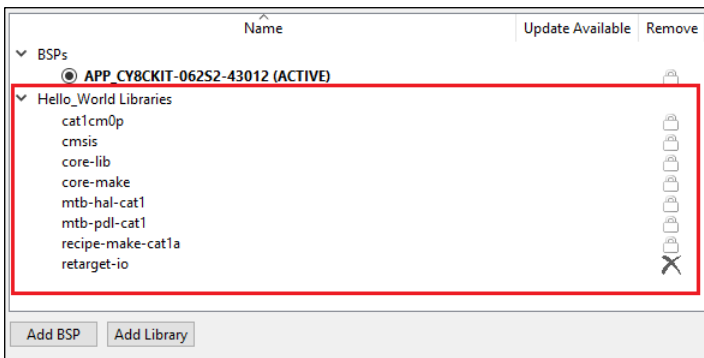 Name Update Available Remove
BSPs
APP_CY8CKIT-062S2-43012 (ACTIVE)
Hello_World Libraries
cat1cm0p
cmsis
core-lib
core-make
mtb-hal-cat1
mtb-pdl-cat1
recipe-make-cat1a
retarget-io
Add BSP Add Library